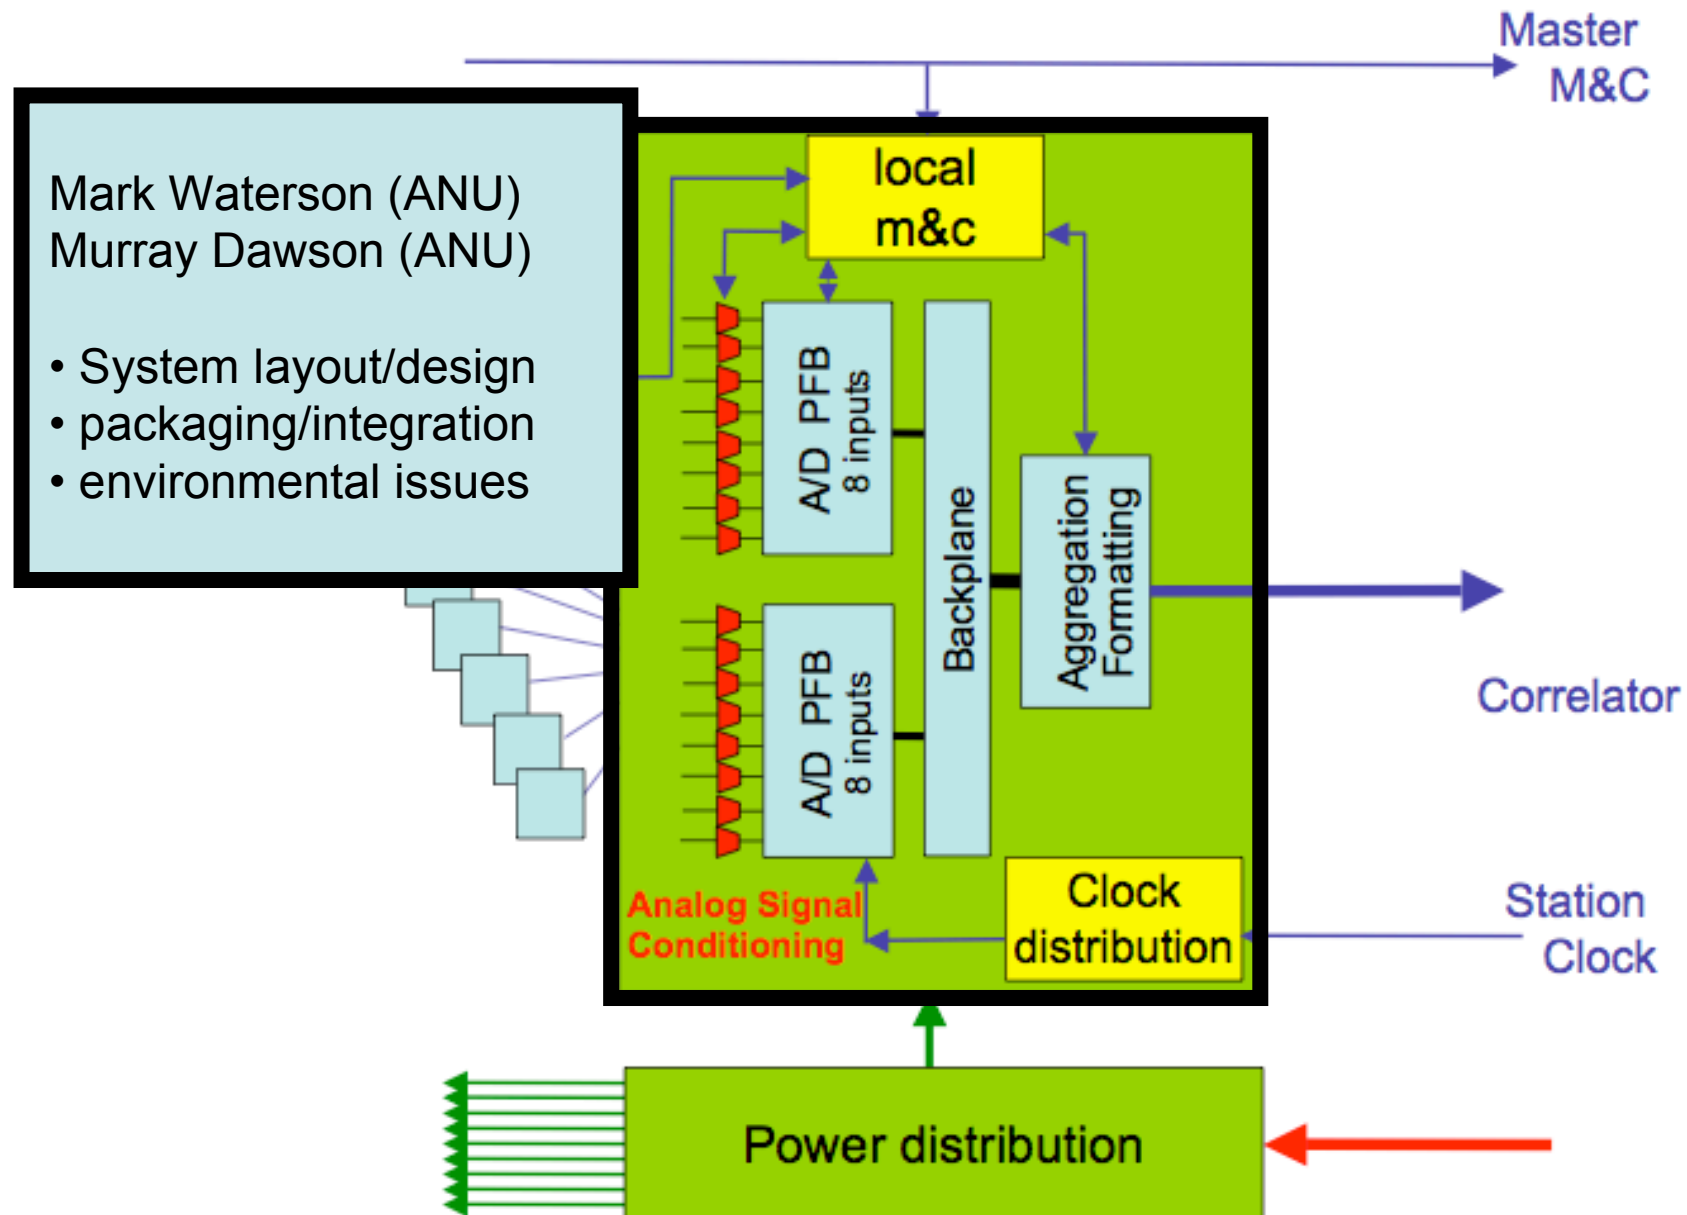 Master
M&C
Mark Waterson (ANU)
Murray Dawson (ANU)
• System layout/design
• packaging/integration
• environmental issues
local
m&c
A/D PFB
8 inputs
Backplane
Aggregation
Formatting
A/D PFB
8 inputs
Correlator
Analog Signal
Conditioning
Clock
distribution
Station
Clock
Power distribution